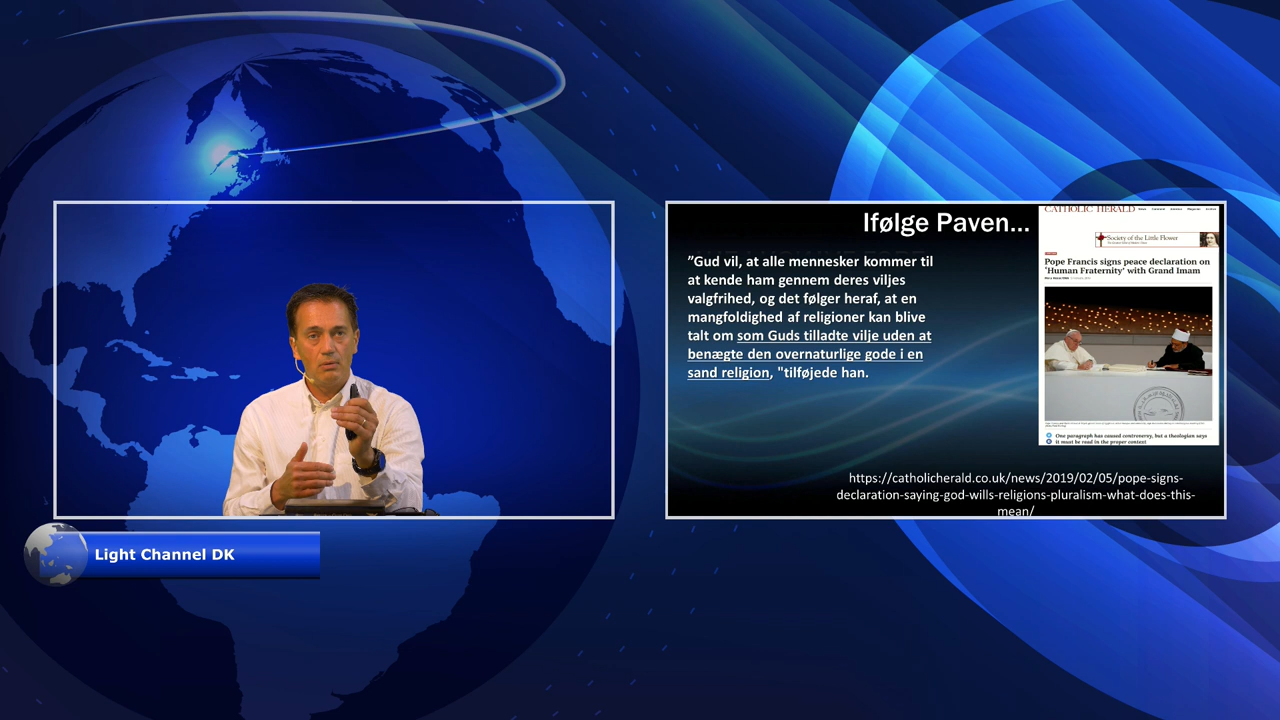 Ifølge Paven...
”Gud vil, at alle mennesker kommer til
at kende ham gennem deres viljes
valgfrihed, og det følger heraf, at en
mangfoldighed af religioner kan blive
talt om som Guds tilladte vilje uden at
benægte den overnaturlige gode i en
sand religion, "tilføjede han.
CATHOLIC HERALD
Society of the Little Flower
Pope Francis signs peace declaration on
‘Human Fraternity’ with Grand Imam
One paragraph has caused controversy, but a theologian says
it must be read in the proper context
https://catholicherald.co.uk/news/2019/02/05/pope-signs-
declaration-saying-god-wills-religions-pluralism-what-does-this-
mean/
Light Channel DK